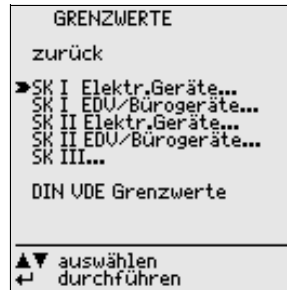 GRENZWERTE
zurück
SK I Elektr.Geräte...
SK I EDV/Bürogeräte...
SK II Elektr.Geräte...
SK II EDV/Bürogeräte...
SK III...
DIN VDE Grenzwerte
▲▼ auswählen
↵ durchführen